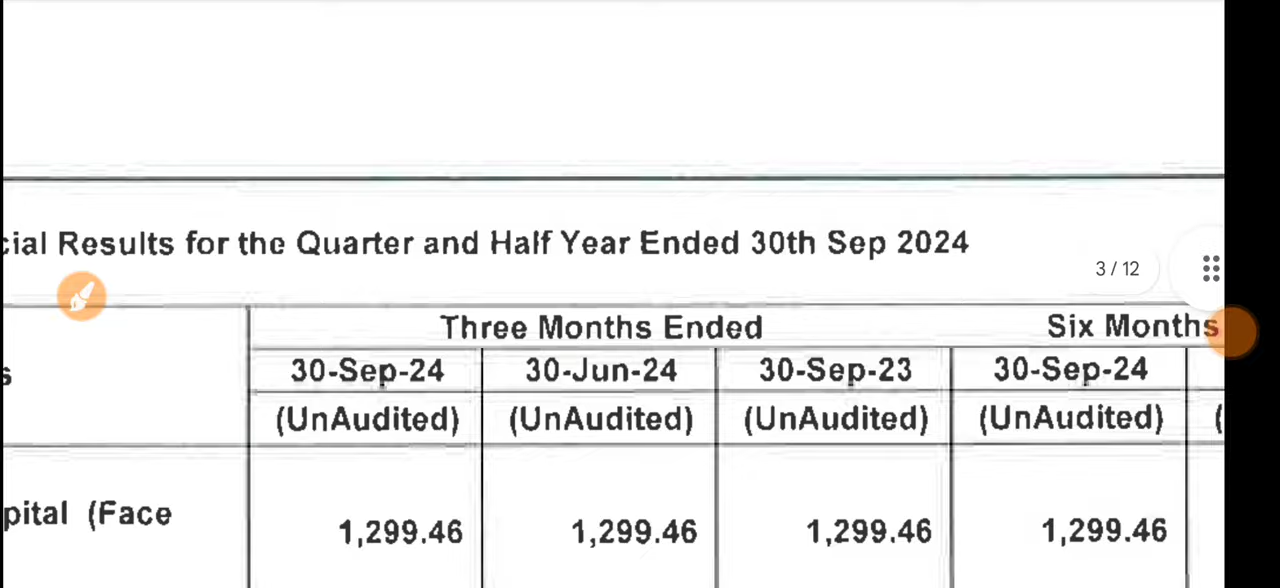 cial Results for the Quarter and Half Year Ended 30th Sep 2024
3 / 12
Three Months Ended
Six Months
s
30-Sep-24
30-Jun-24
30-Sep-23
30-Sep-24
(UnAudited)
(UnAudited)
(UnAudited)
(UnAudited)
(
pital (Face
1,299.46
1,299.46
1,299.46
1,299.46